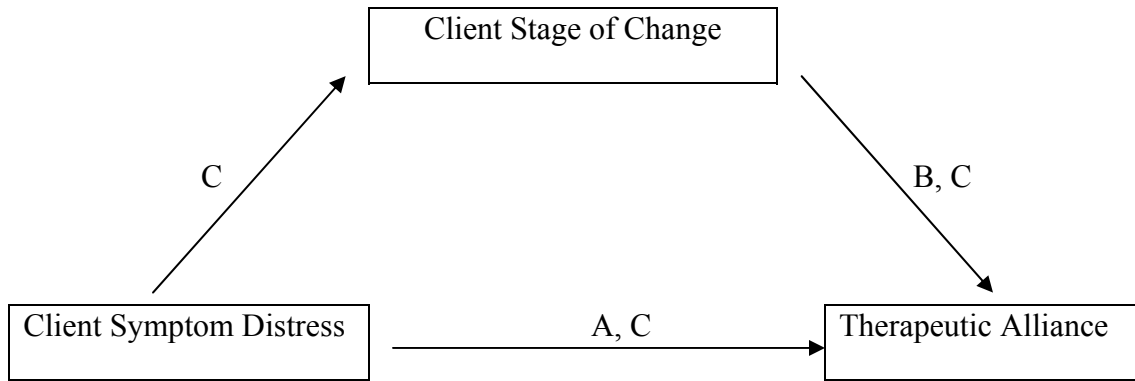 Client Stage of Change
C
B, C
Client Symptom Distress
A, C
Therapeutic Alliance